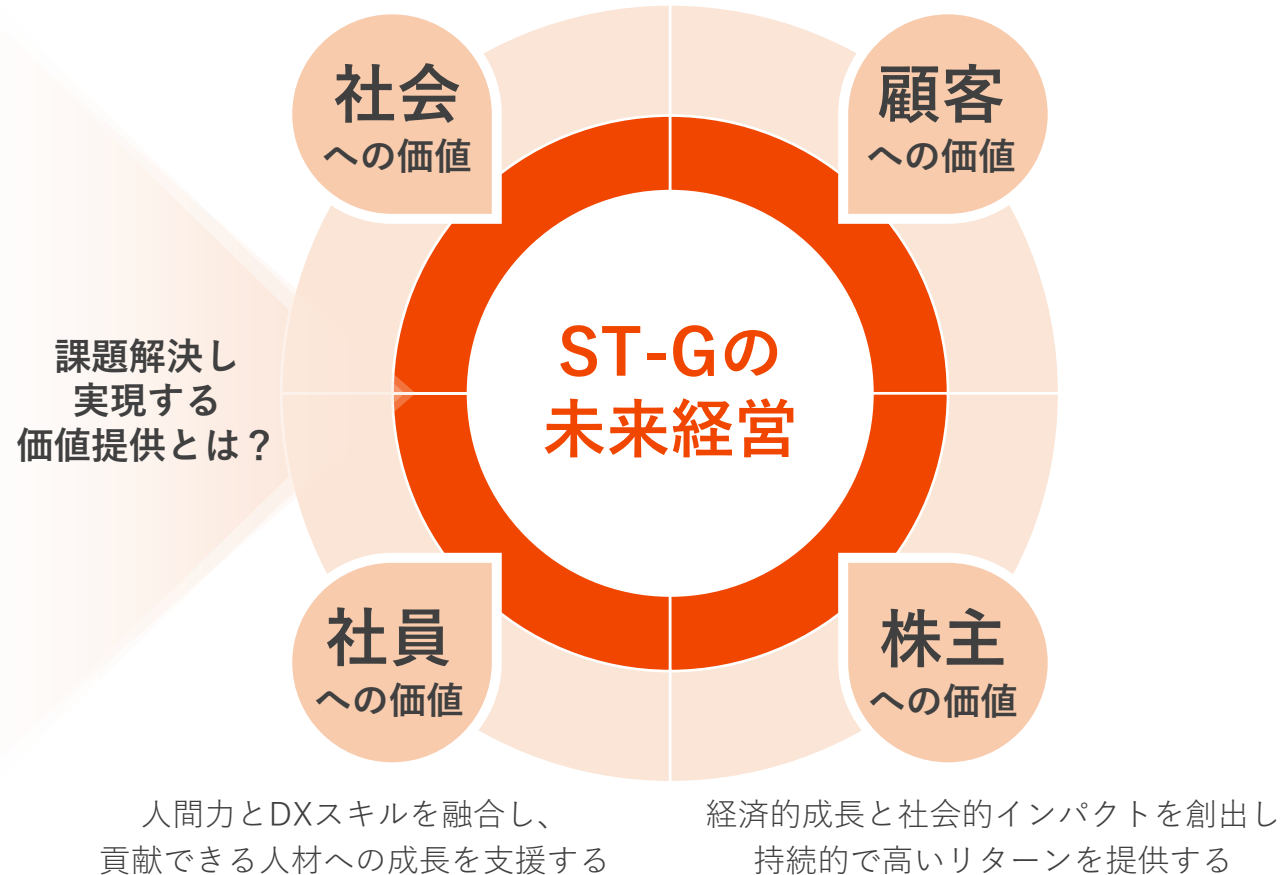 社会
への価値
顧客
への価値
課題解決し
実現する
価値提供とは？
ST-Gの
未来経営
社員
への価値
株主
への価値
人間力とDXスキルを融合し、
貢献できる人材への成長を支援する
経済的成長と社会的インパクトを創出し
持続的で高いリターンを提供する